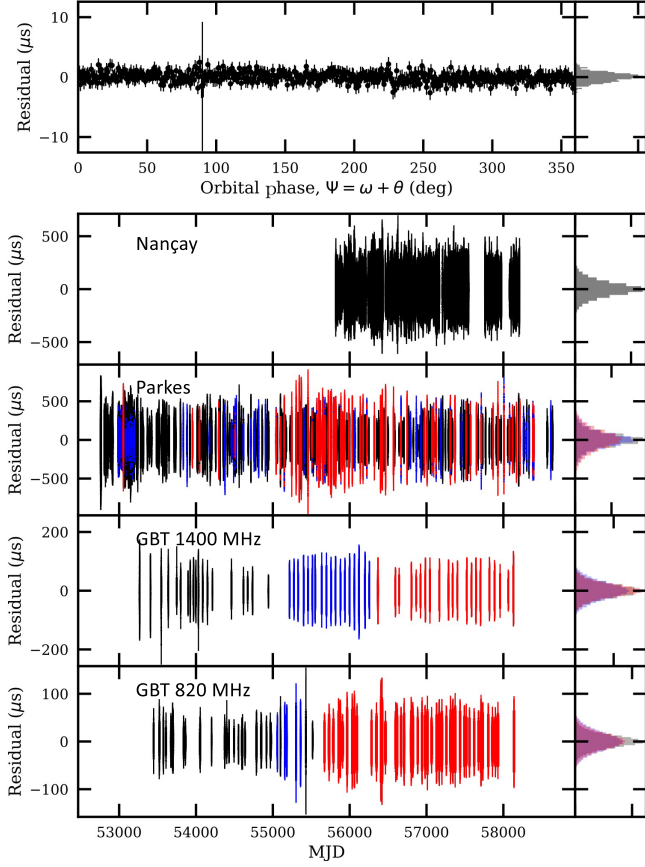 10
0
−10
Residual (μs)
0 50 100 150 200 250 300 350
Orbital phase, Ψ = ω + θ (deg)
Nançay
500
0
−500
Residual (μs)
Parkes
500
0
−500
Residual (μs)
GBT 1400 MHz
200
0
−200
Residual (μs)
GBT 820 MHz
100
0
−100
Residual (μs)
53000 54000 55000 56000 57000 58000
MJD